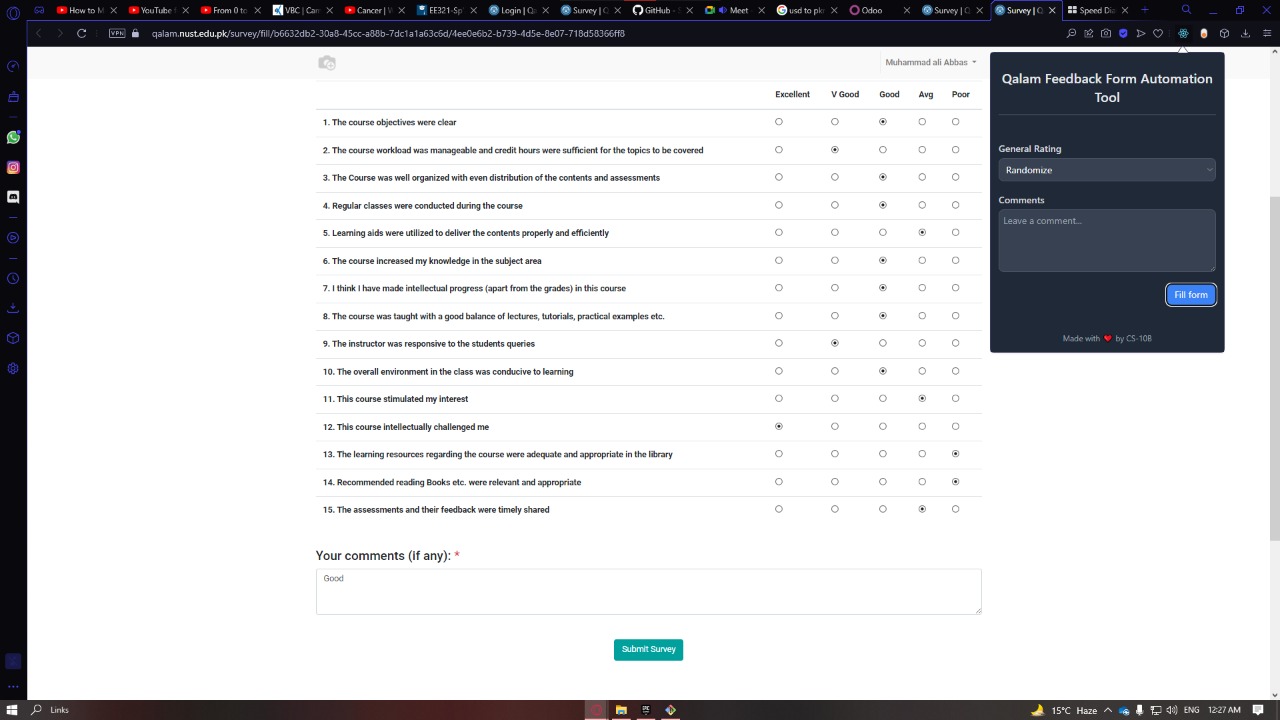 How to M
YouTube f
From 0 to
VBC | Can
Cancer | V
EE321-Sp
Login | Qa
Survey | Q
GitHub - E
M
usd to pkr
Odoo
Survey | Q
Survey | Q
Speed Dia
VPN
qalam.nust.edu.pk/survey/fill/b6632db2-30a8-45cc-a88b-7dc1a1a63c6d/4ee0e6b2-b739-4d5e-8e07-718d58366ff8
Muhammad ali Abbas
Excellent V Good Good Avg Poor
1. The course objectives were clear
2. The course workload was manageable and credit hours were sufficient for the topics to be covered
3. The Course was well organized with even distribution of the contents and assessments
4. Regular classes were conducted during the course
5. Learning aids were utilized to deliver the contents properly and efficiently
6. The course increased my knowledge in the subject area
7. I think I have made intellectual progress (apart from the grades) in this course
8. The course was taught with a good balance of lectures, tutorials, practical examples etc.
9. The instructor was responsive to the students queries
10. The overall environment in the class was conducive to learning
11. This course stimulated my interest
12. This course intellectually challenged me
13. The learning resources regarding the course were adequate and appropriate in the library
14. Recommended reading Books etc. were relevant and appropriate
15. The assessments and their feedback were timely shared
Your comments (if any): *
Good
Submit Survey
Qalam Feedback Form Automation
Tool
General Rating
Randomize
Comments
Leave a comment...
Fill form
Made with ❤ by CS-10B
Links
15°C Haze
ENG
12:27 AM